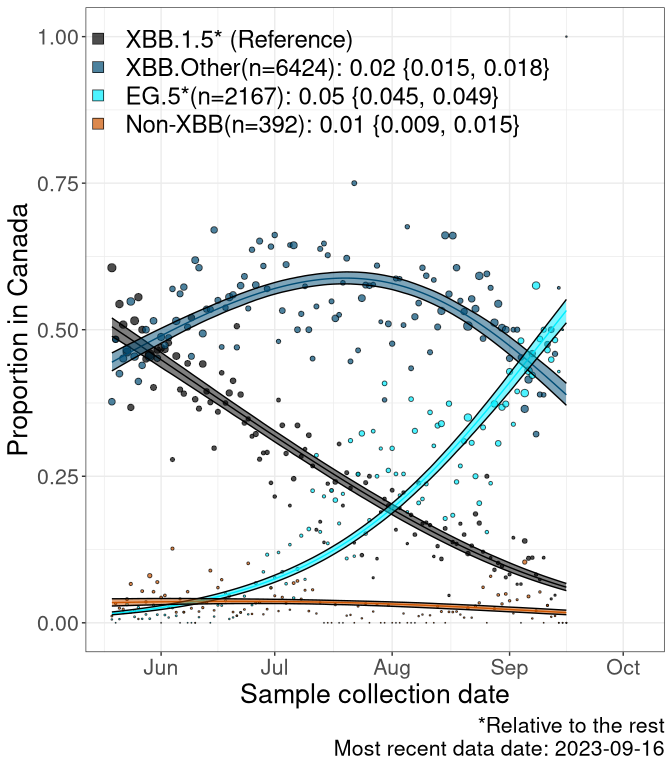 XBB.1.5* (Reference)
XBB.Other(n=6424): 0.02 {0.015, 0.018}
EG.5*(n=2167): 0.05 {0.045, 0.049}
Non-XBB(n=392): 0.01 {0.009, 0.015}
Proportion in Canada
1.00
0.75
0.50
0.25
0.00
Jun Jul Aug Sep Oct
Sample collection date
*Relative to the rest
Most recent data date: 2023-09-16